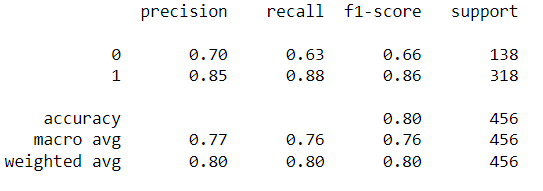 precision recall f1-score support
0 0.70 0.63 0.66 138
1 0.85 0.88 0.86 318
accuracy 0.80 456
macro avg 0.77 0.76 0.76 456
weighted avg 0.80 0.80 0.80 456